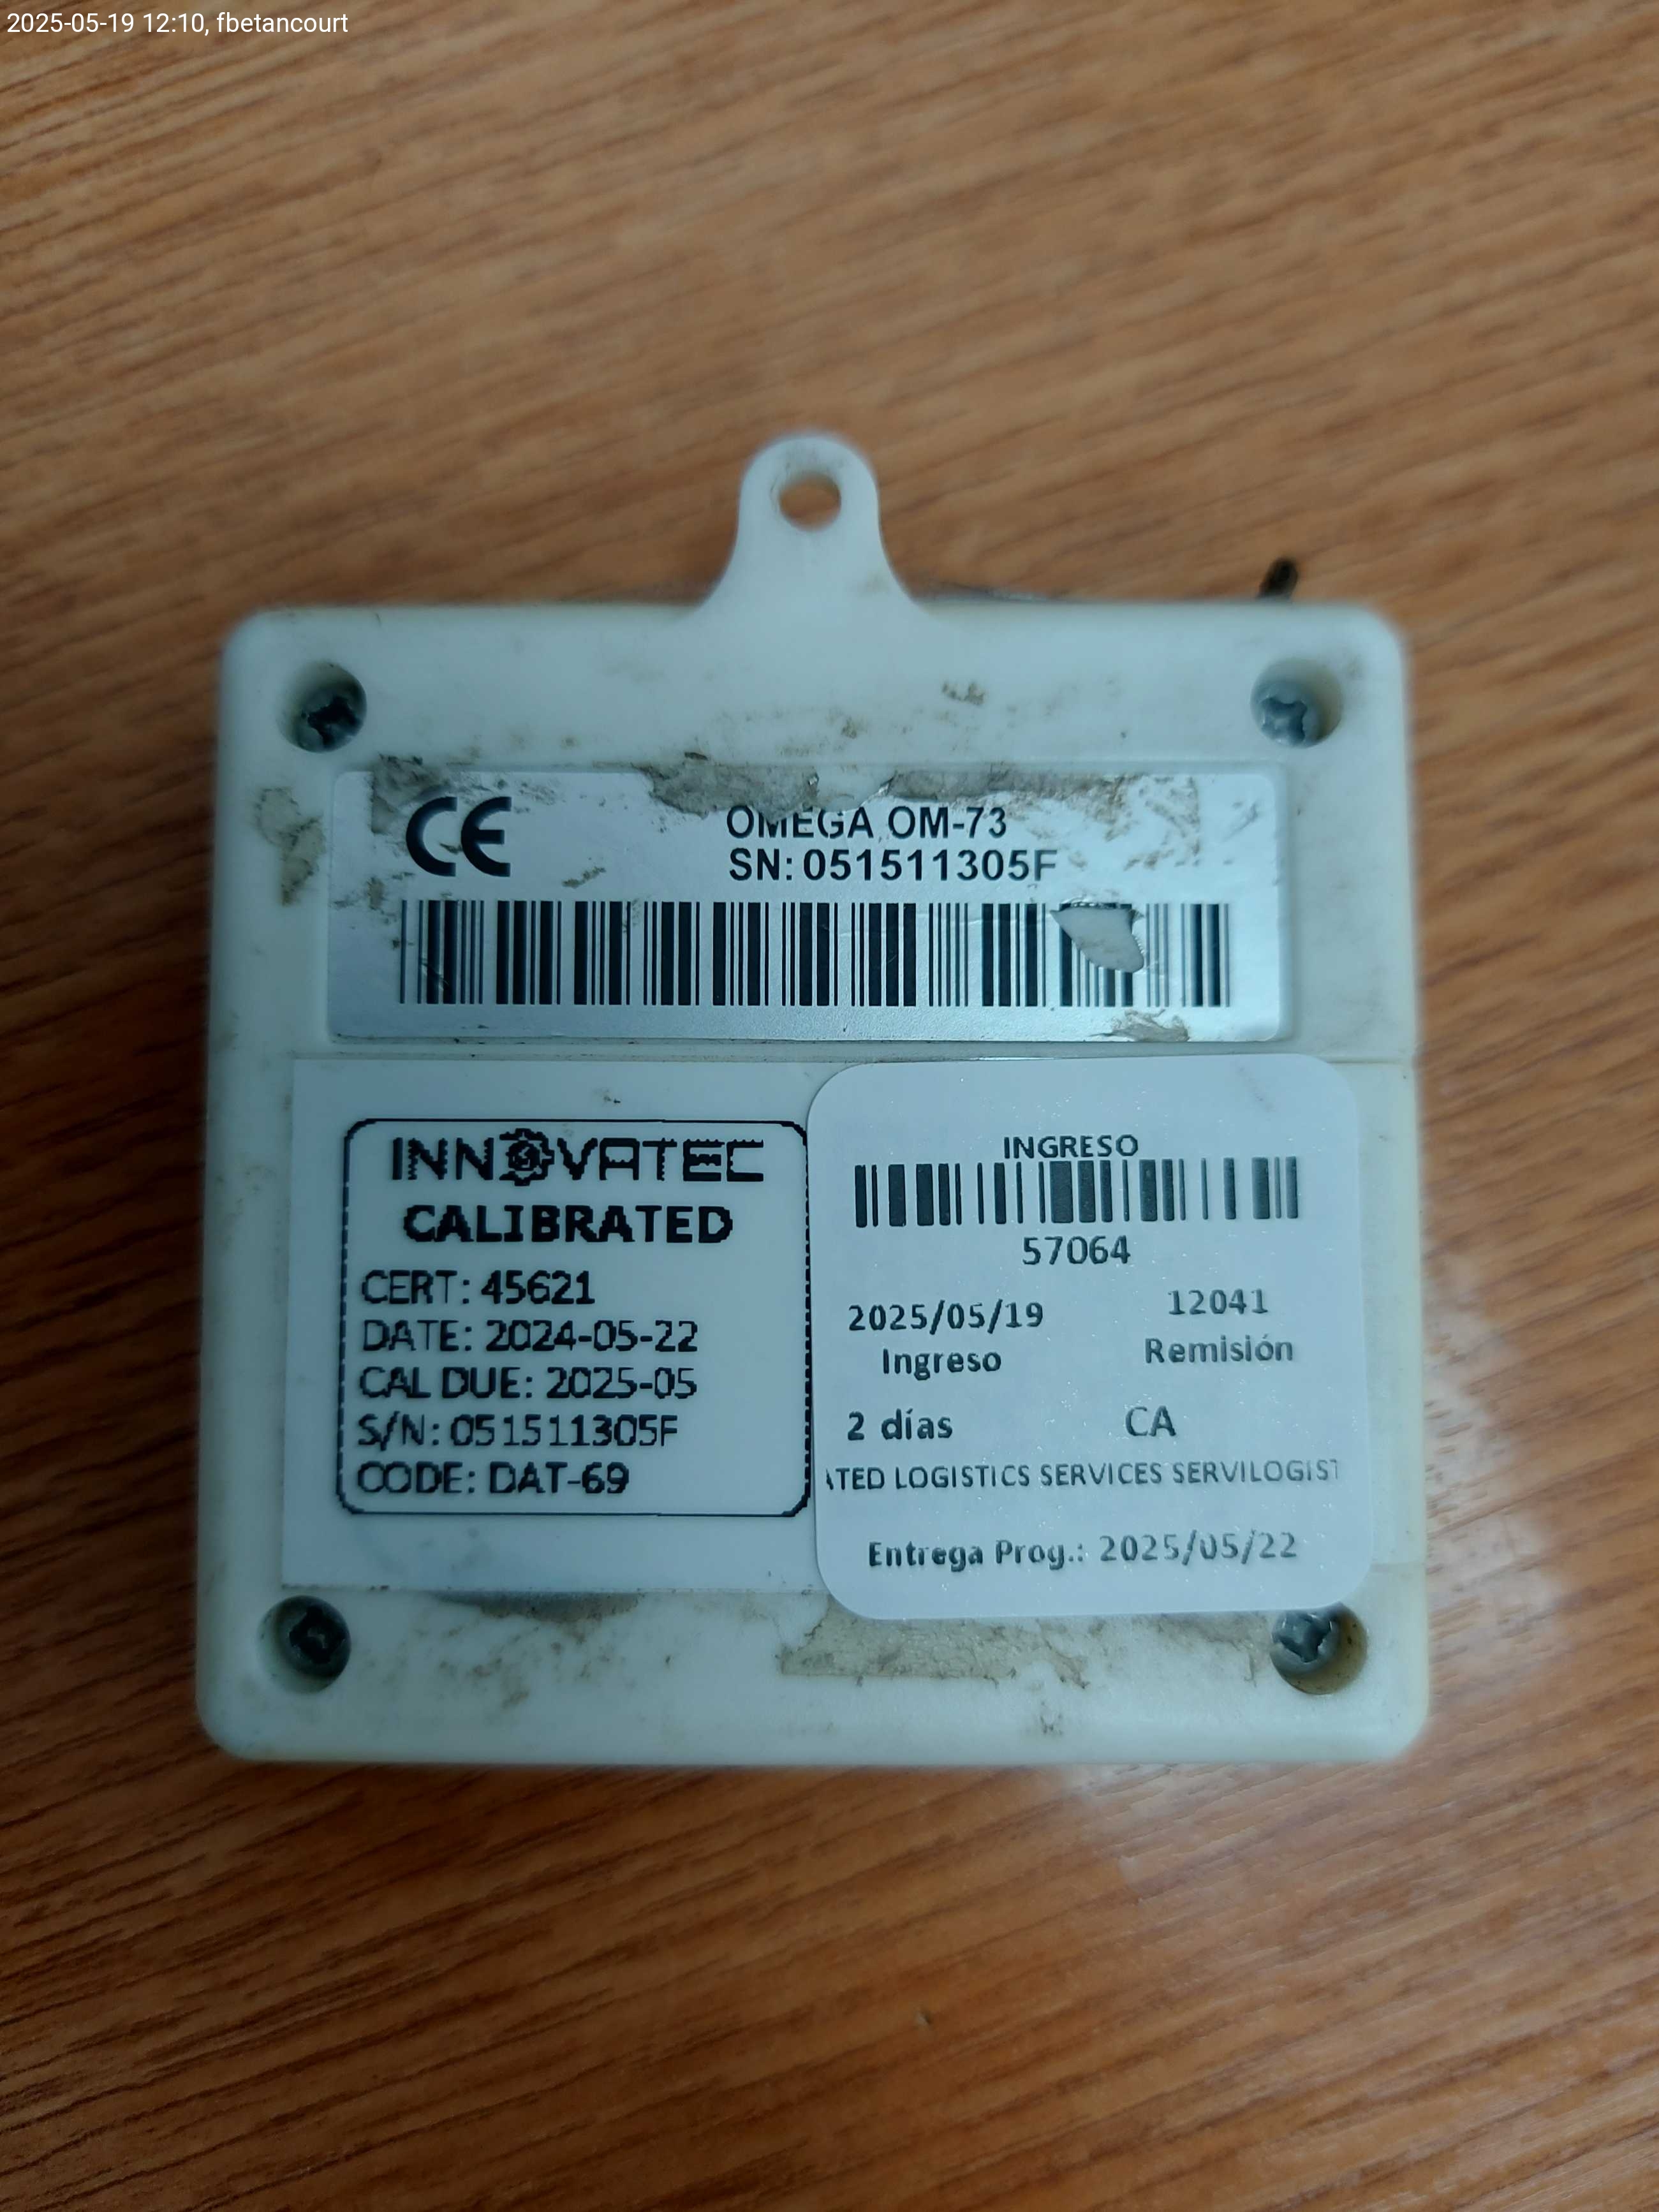 2025-05-19 12:10, fbetancourt
CE
OMEGA OM-73
SN: 051511305F
INNOVATEC
CALIBRATED
CERT: 45621
DATE: 2024-05-22
CAL DUE: 2025-05
S/N: 051511305F
CODE: DAT-69
INGRESO
57064
2025/05/19 12041
Ingreso Remisión
2 días CA
ATED LOGISTICS SERVICES SERVILOGIST
Entrega Prog.: 2025/05/22